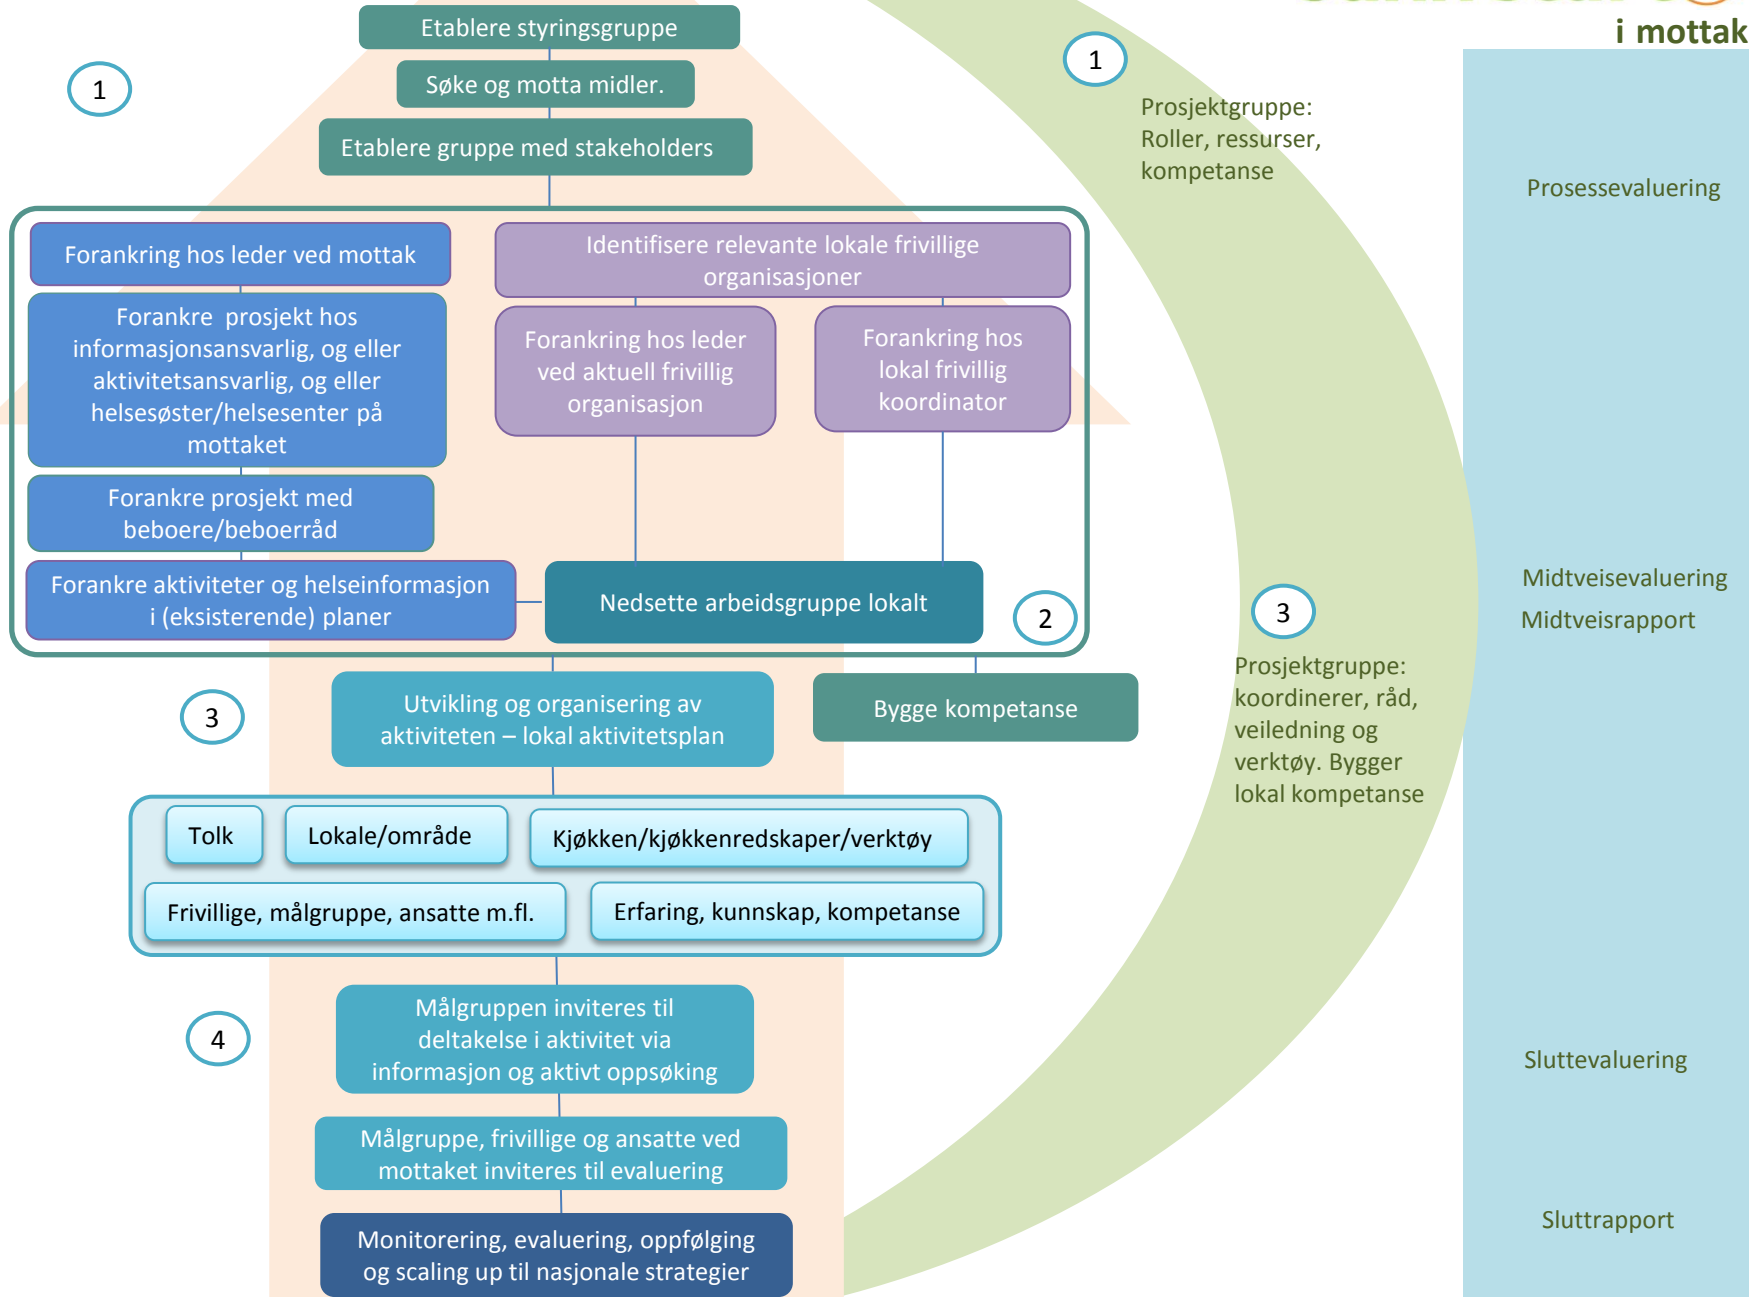 i mottak
Etablere styringsgruppe
1
Søke og motta midler.
Etablere gruppe med stakeholders
Forankring hos leder ved mottak
Forankre prosjekt hos
informasjonsansvarlig, og eller
aktivitetsansvarlig, og eller
helsesøster/helsesenter på
mottaket
Forankre prosjekt med
beboere/beboerråd
Forankre aktiviteter og helseinformasjon
i (eksisterende) planer
Identifisere relevante lokale frivillige
organisasjoner
Forankring hos leder
ved aktuell frivillig
organisasjon
Forankring hos
lokal frivillig
koordinator
Nedsette arbeidsgruppe lokalt
2
3
Utvikling og organisering av
aktiviteten – lokal aktivitetsplan
Bygge kompetanse
Tolk
Lokale/område
Kjøkken/kjøkkenredskaper/verktøy
Frivillige, målgruppe, ansatte m.fl.
Erfaring, kunnskap, kompetanse
4
Målgruppen inviteres til
deltakelse i aktivitet via
informasjon og aktivt oppsøking
Målgruppe, frivillige og ansatte ved
mottaket inviteres til evaluering
Monitorering, evaluering, oppfølging
og scaling up til nasjonale strategier
1
Prosjektgruppe:
Roller, ressurser,
kompetanse
3
Prosjektgruppe:
koordinerer, råd,
veiledning og
verktøy. Bygger
lokal kompetanse
Prosessevaluering
Midtveisevaluering
Midtveisrapport
Sluttevaluering
Sluttrapport